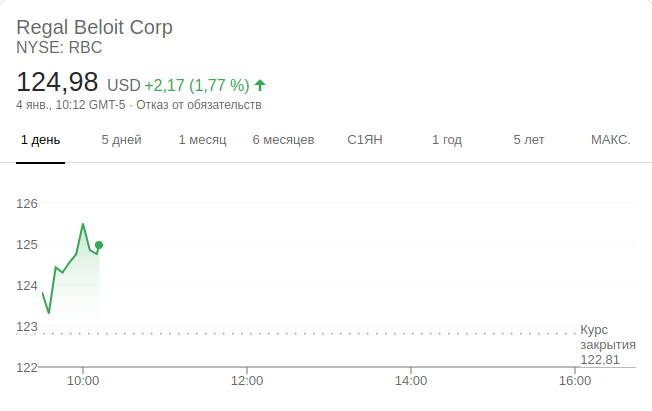 Regal Beloit Corp
NYSE: RBC
124,98 USD +2,17 (1,77 %)
4 янв., 10:12 GMT-5 · Отказ от обязательств
1 день 5 дней 1 месяц 6 месяцев С1ЯН 1 год 5 лет МАКС.
126
125
124
123
Курс
закрытия
122,81
122
10:00 12:00 14:00 16:00